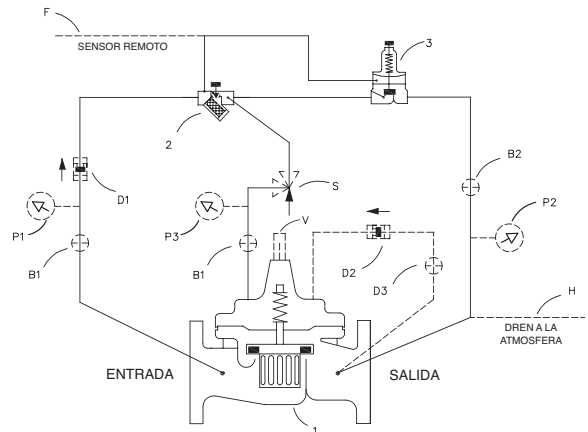 F
SENSOR REMOTO
3
2
B2
D1
S
P1
P3
V
P2
B1
B1
D2
D3
H
DREN A LA
ATMOSFERA
ENTRADA
SALIDA
1